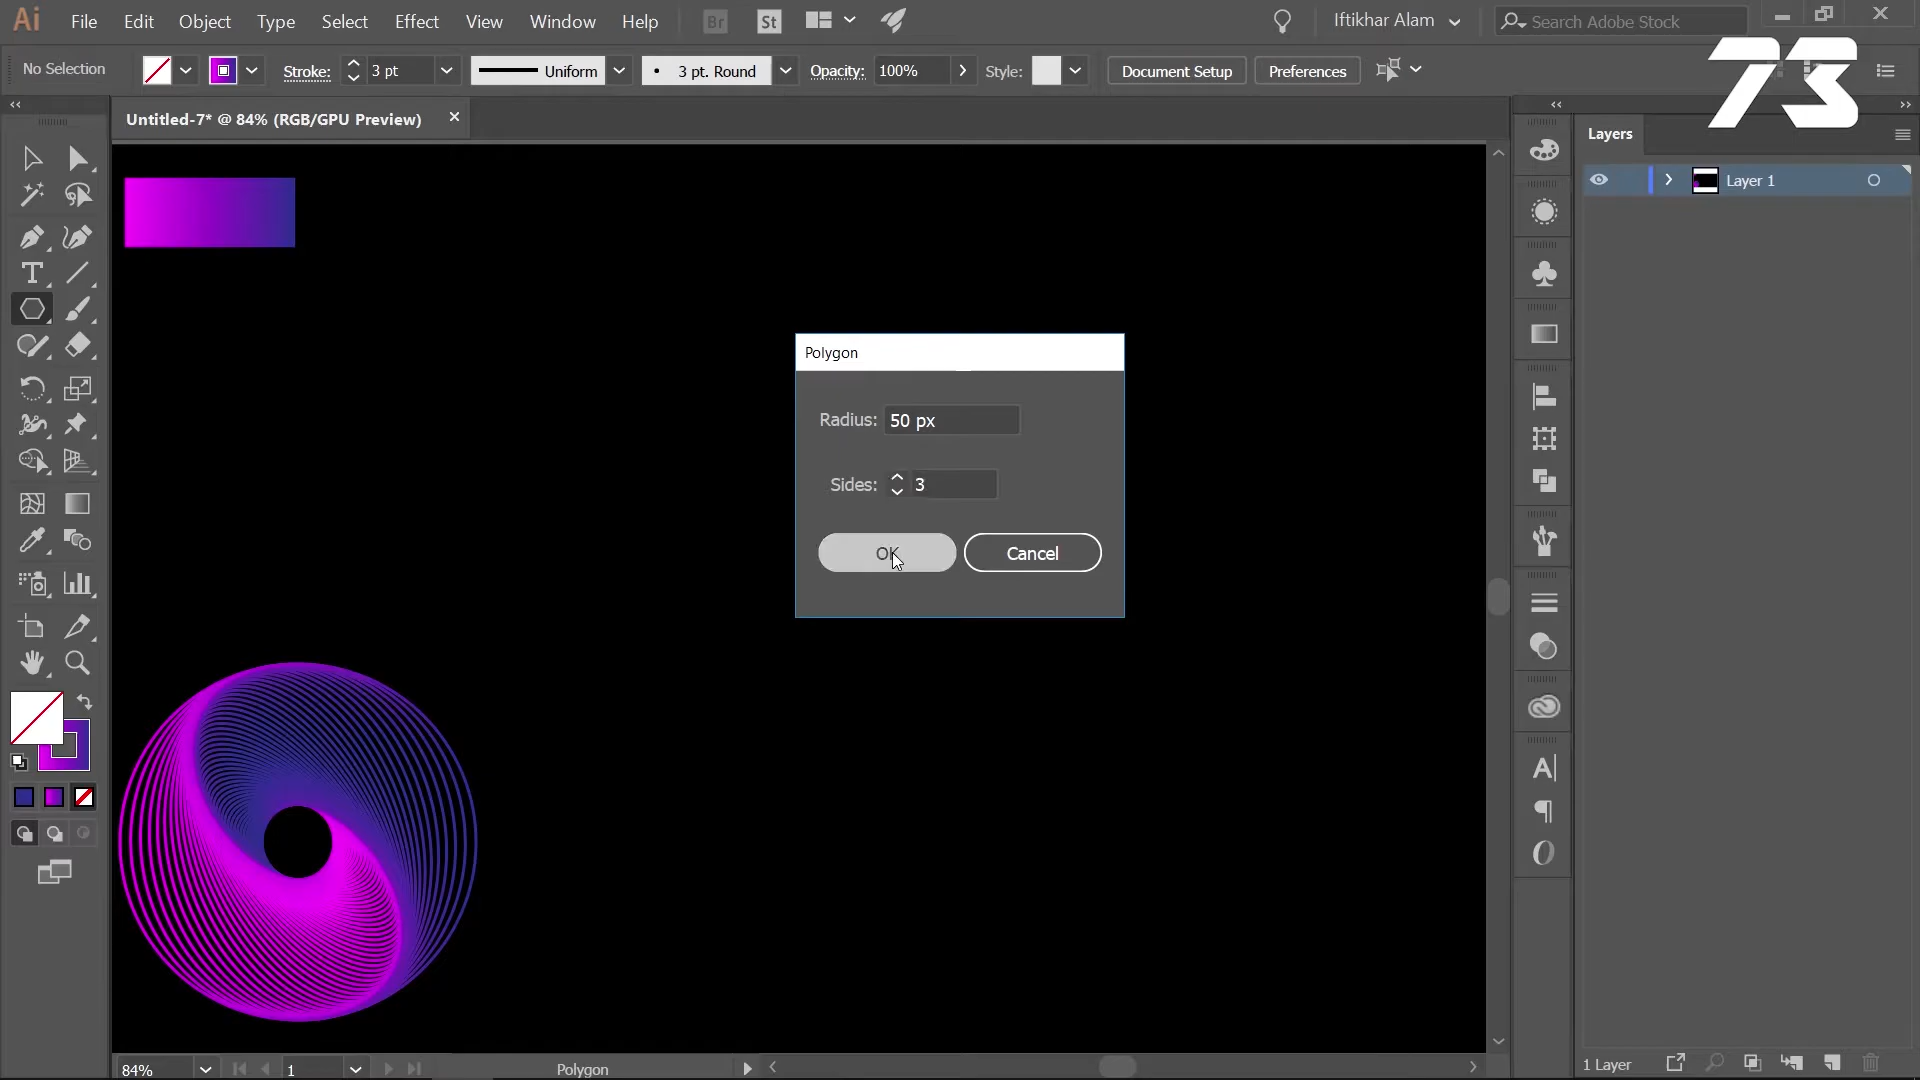 Ai File Edit Object Type Select Effect View Window Help Br St Iftikhar Alam Search Adobe Stock
No Selection Stroke: 3 pt Uniform 3 pt. Round Opacity: 100% Style: Document Setup Preferences
73
Untitled-7* @ 84% (RGB/GPU Preview)
Layers
Layer 1
Polygon
Radius: 50 px
Sides: 3
OK Cancel
84% 1 Polygon
1 Layer